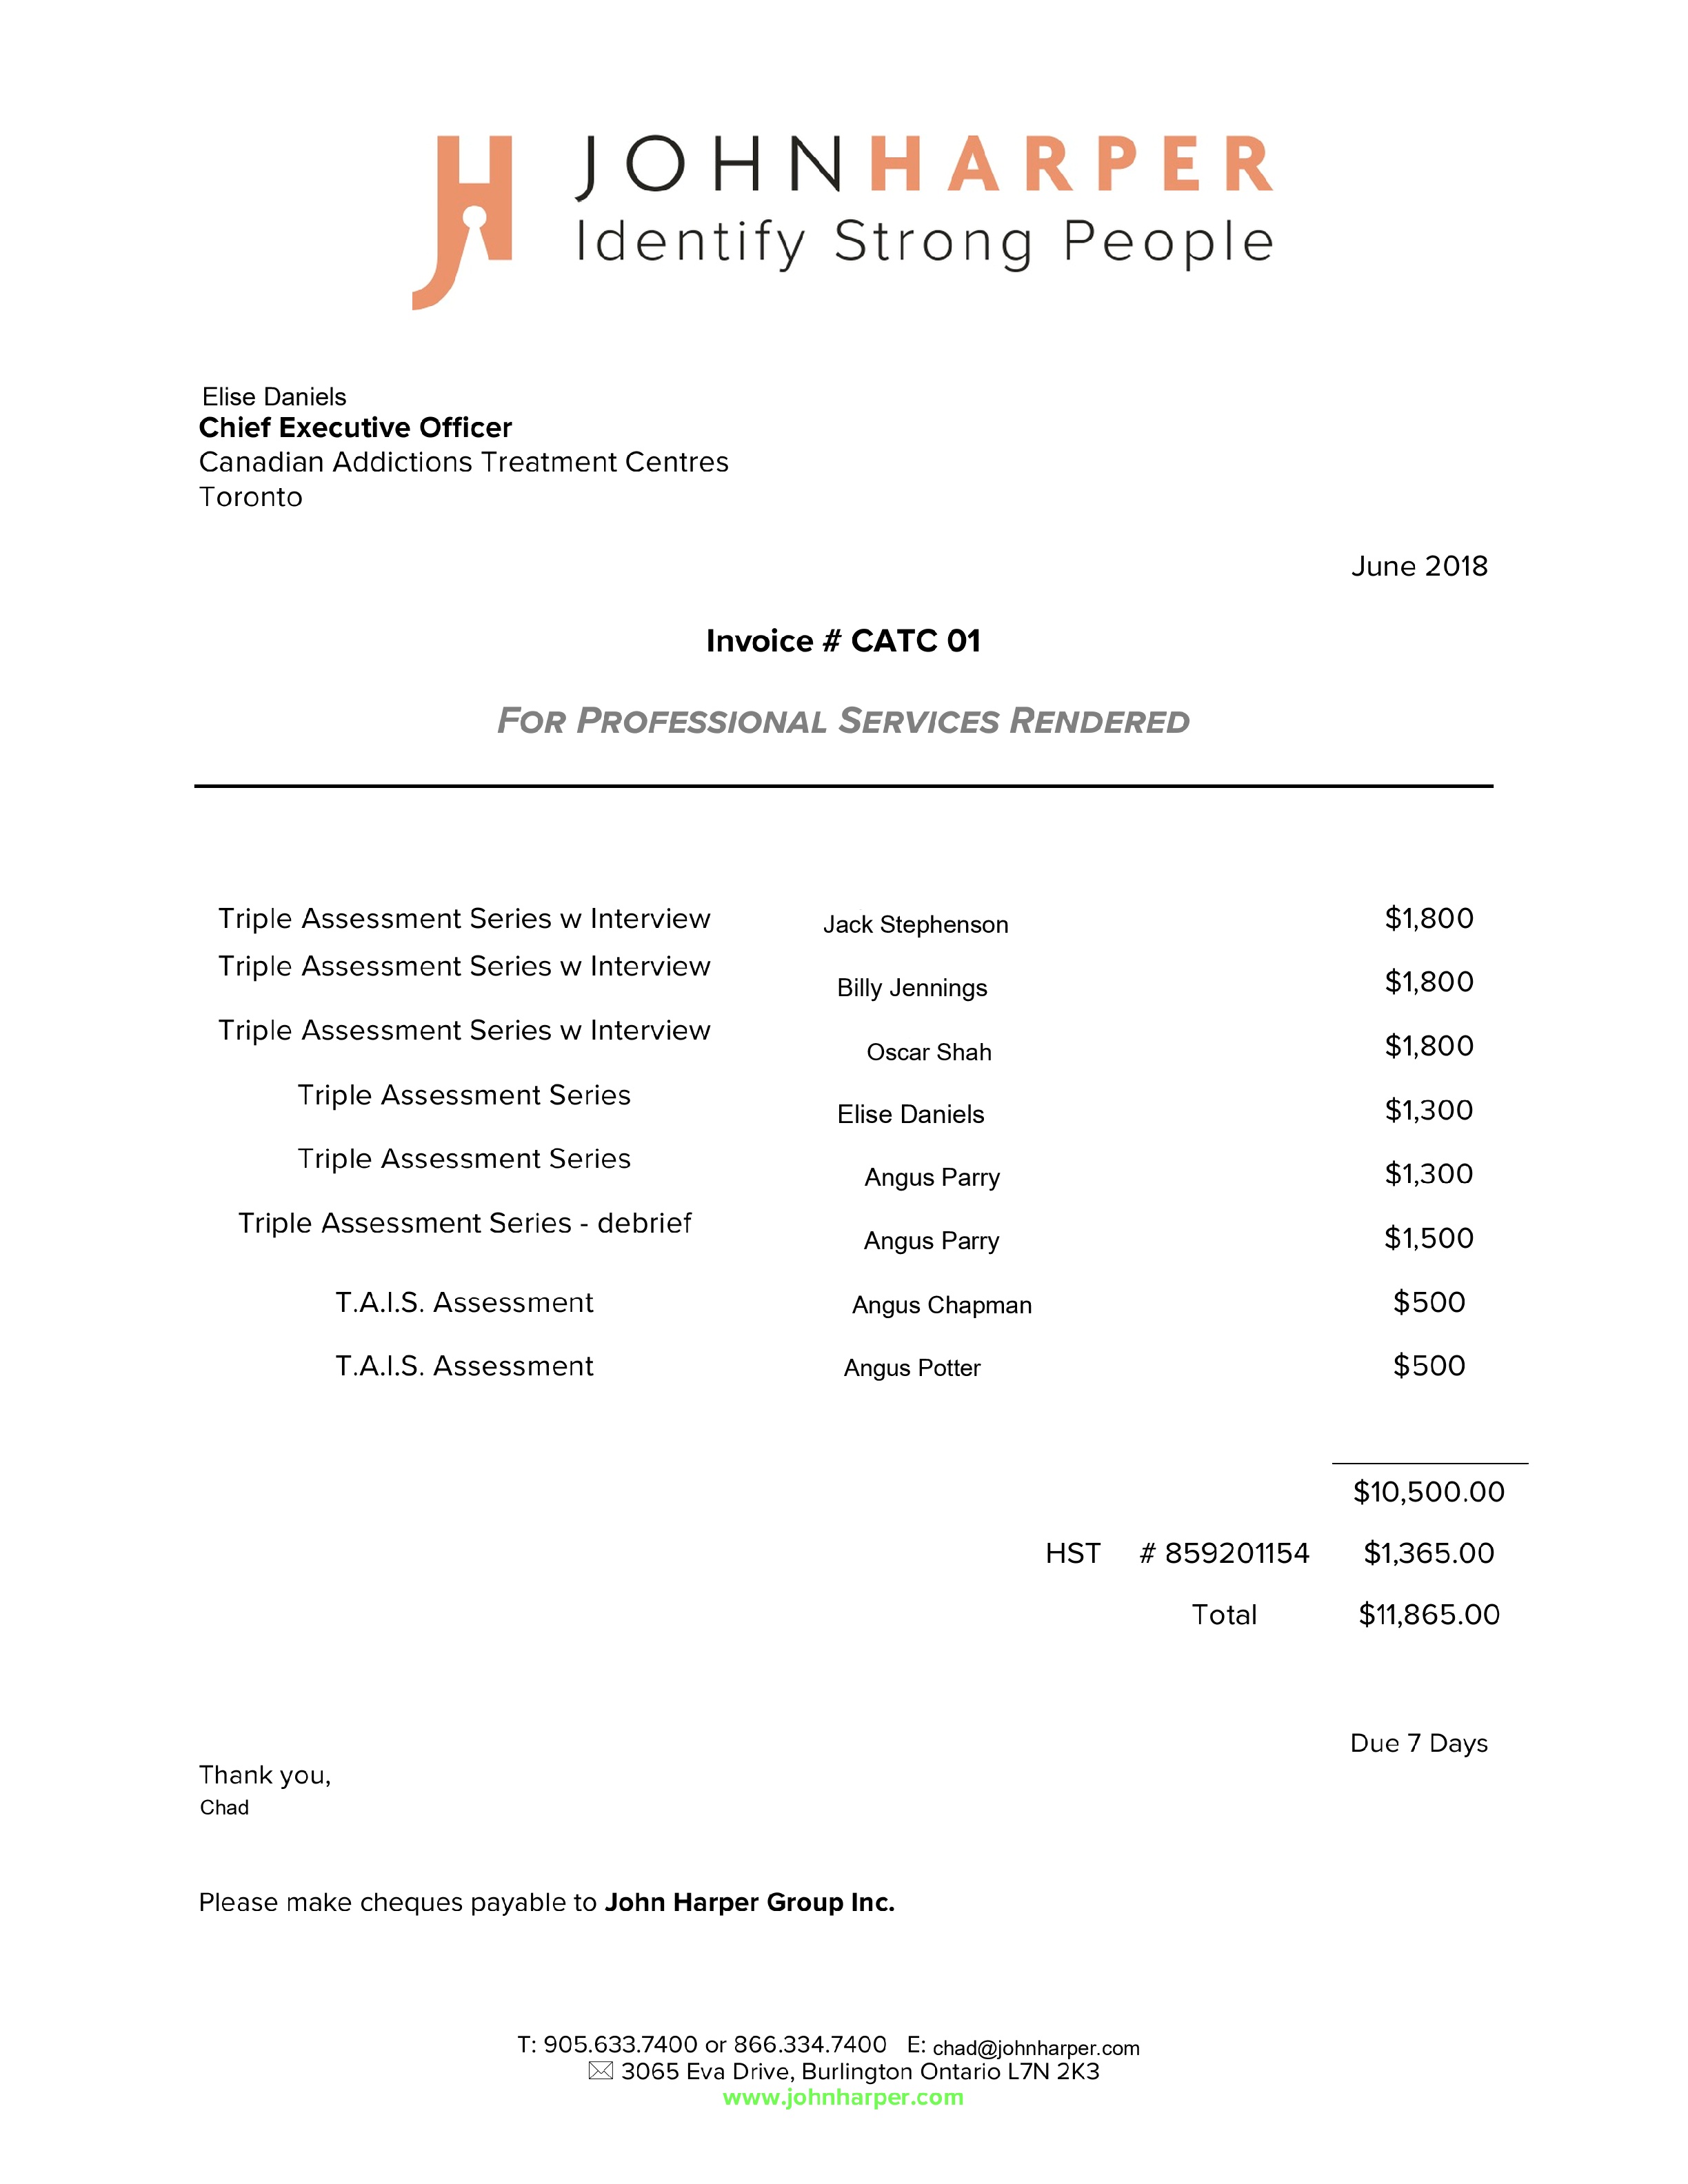 JOHNHARPER
Identify Strong People
Elise Daniels
Chief Executive Officer
Canadian Addictions Treatment Centres
Toronto
June 2018
Invoice # CATC 01
FOR PROFESSIONAL SERVICES RENDERED
Triple Assessment Series w Interview Jack Stephenson $1,800
Triple Assessment Series w Interview Billy Jennings $1,800
Triple Assessment Series w Interview Oscar Shah $1,800
Triple Assessment Series Elise Daniels $1,300
Triple Assessment Series Angus Parry $1,300
Triple Assessment Series - debrief Angus Parry $1,500
T.A.I.S. Assessment Angus Chapman $500
T.A.I.S. Assessment Angus Potter $500
$10,500.00
HST # 859201154 $1,365.00
Total $11,865.00
Due 7 Days
Thank you,
Chad
Please make cheques payable to John Harper Group Inc.
T: 905.633.7400 or 866.334.7400 E: chad@johnharper.com
3065 Eva Drive, Burlington Ontario L7N 2K3
www.johnharper.com